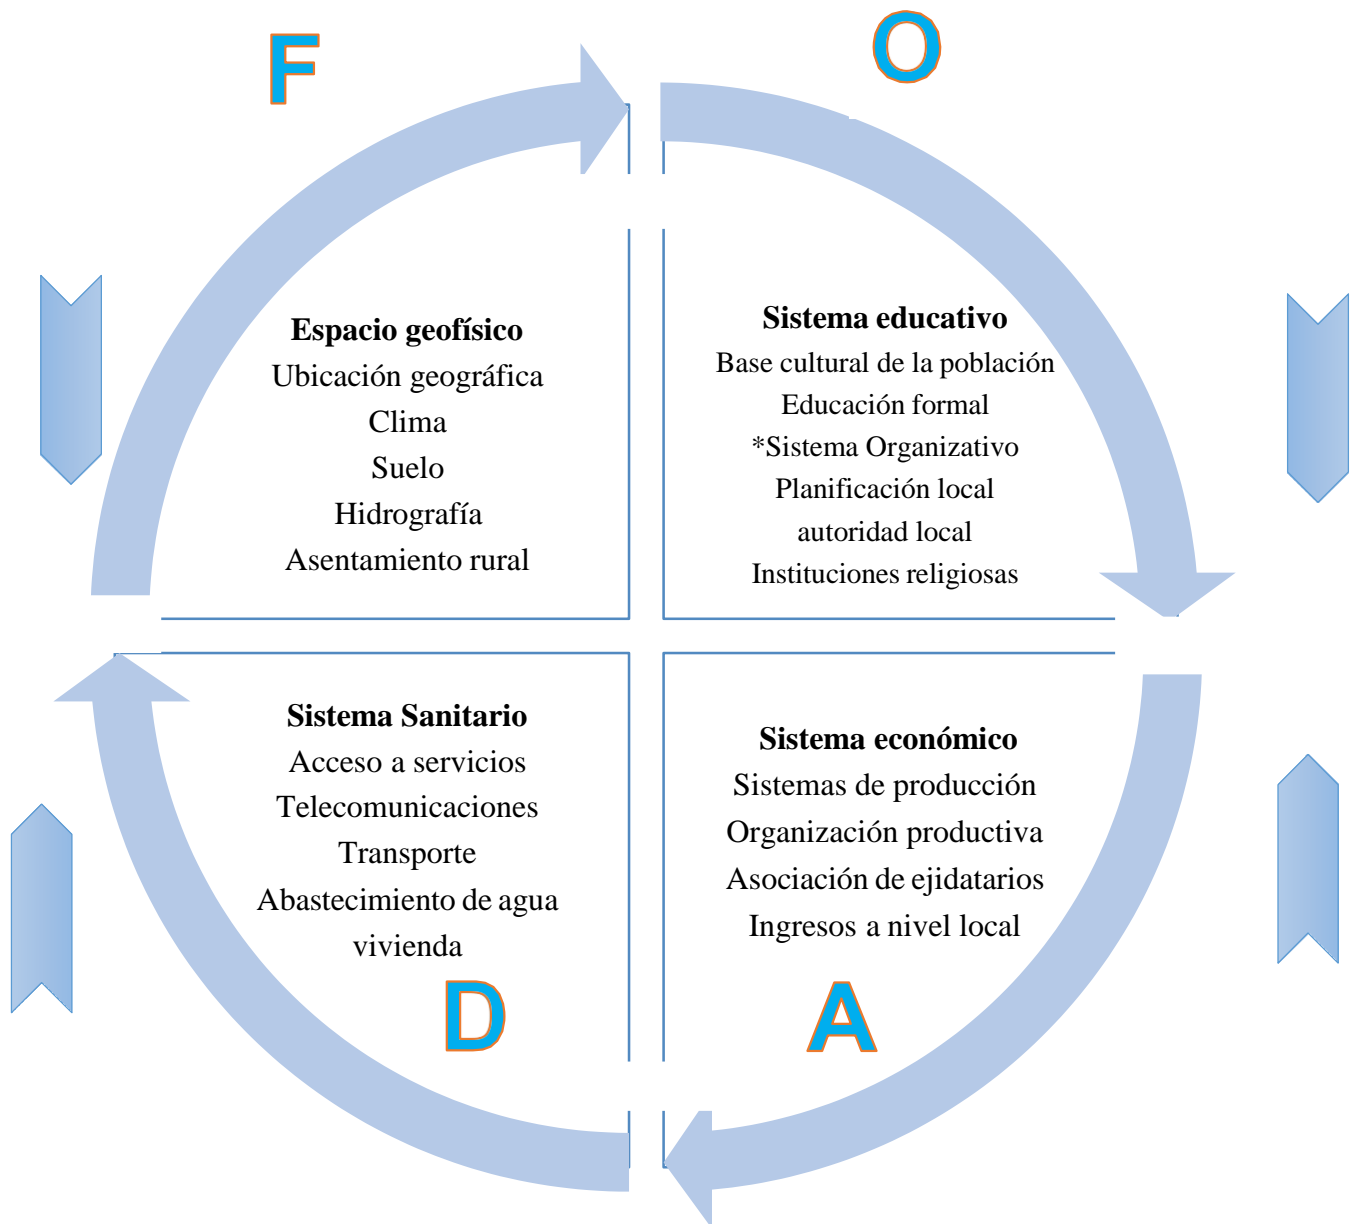 F
O
Espacio geofísico
Ubicación geográfica
Clima
Suelo
Hidrografía
Asentamiento rural
Sistema educativo
Base cultural de la población
Educación formal
*Sistema Organizativo
Planificación local
autoridad local
Instituciones religiosas
Sistema Sanitario
Acceso a servicios
Telecomunicaciones
Transporte
Abastecimiento de agua
vivienda
D
Sistema económico
Sistemas de producción
Organización productiva
Asociación de ejidatarios
Ingresos a nivel local
A